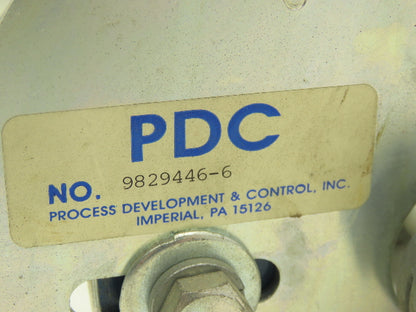 PDC
NO. 9829446-6
PROCESS DEVELOPMENT & CONTROL, INC.
IMPERIAL, PA 15126